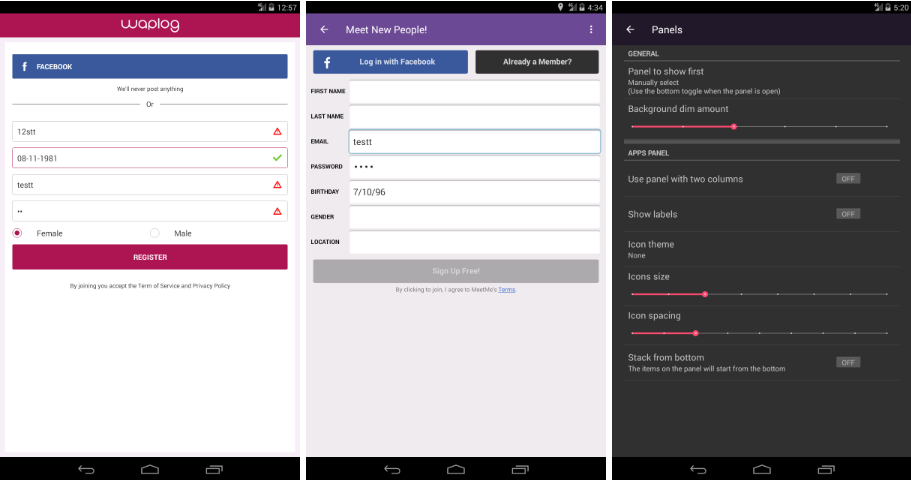 12:57
waplog
FACEBOOK
We'll never post anything
Or
12stt
08-11-1981
testt
••
Female
Male
REGISTER
By joining you accept the Term of Service and Privacy Policy
4:34
Meet New People!
Log in with Facebook
Already a Member?
FIRST NAME
LAST NAME
EMAIL testt
PASSWORD ••••
BIRTHDAY 7/10/96
GENDER
LOCATION
Sign Up Free!
By clicking to join, I agree to MeetMe's Terms.
5:20
Panels
GENERAL
Panel to show first
Manually select
(Use the bottom toggle when the panel is open)
Background dim amount
APPS PANEL
Use panel with two columns OFF
Show labels OFF
Icon theme
None
Icons size
Icon spacing
Stack from bottom OFF
The items on the panel will start from the bottom